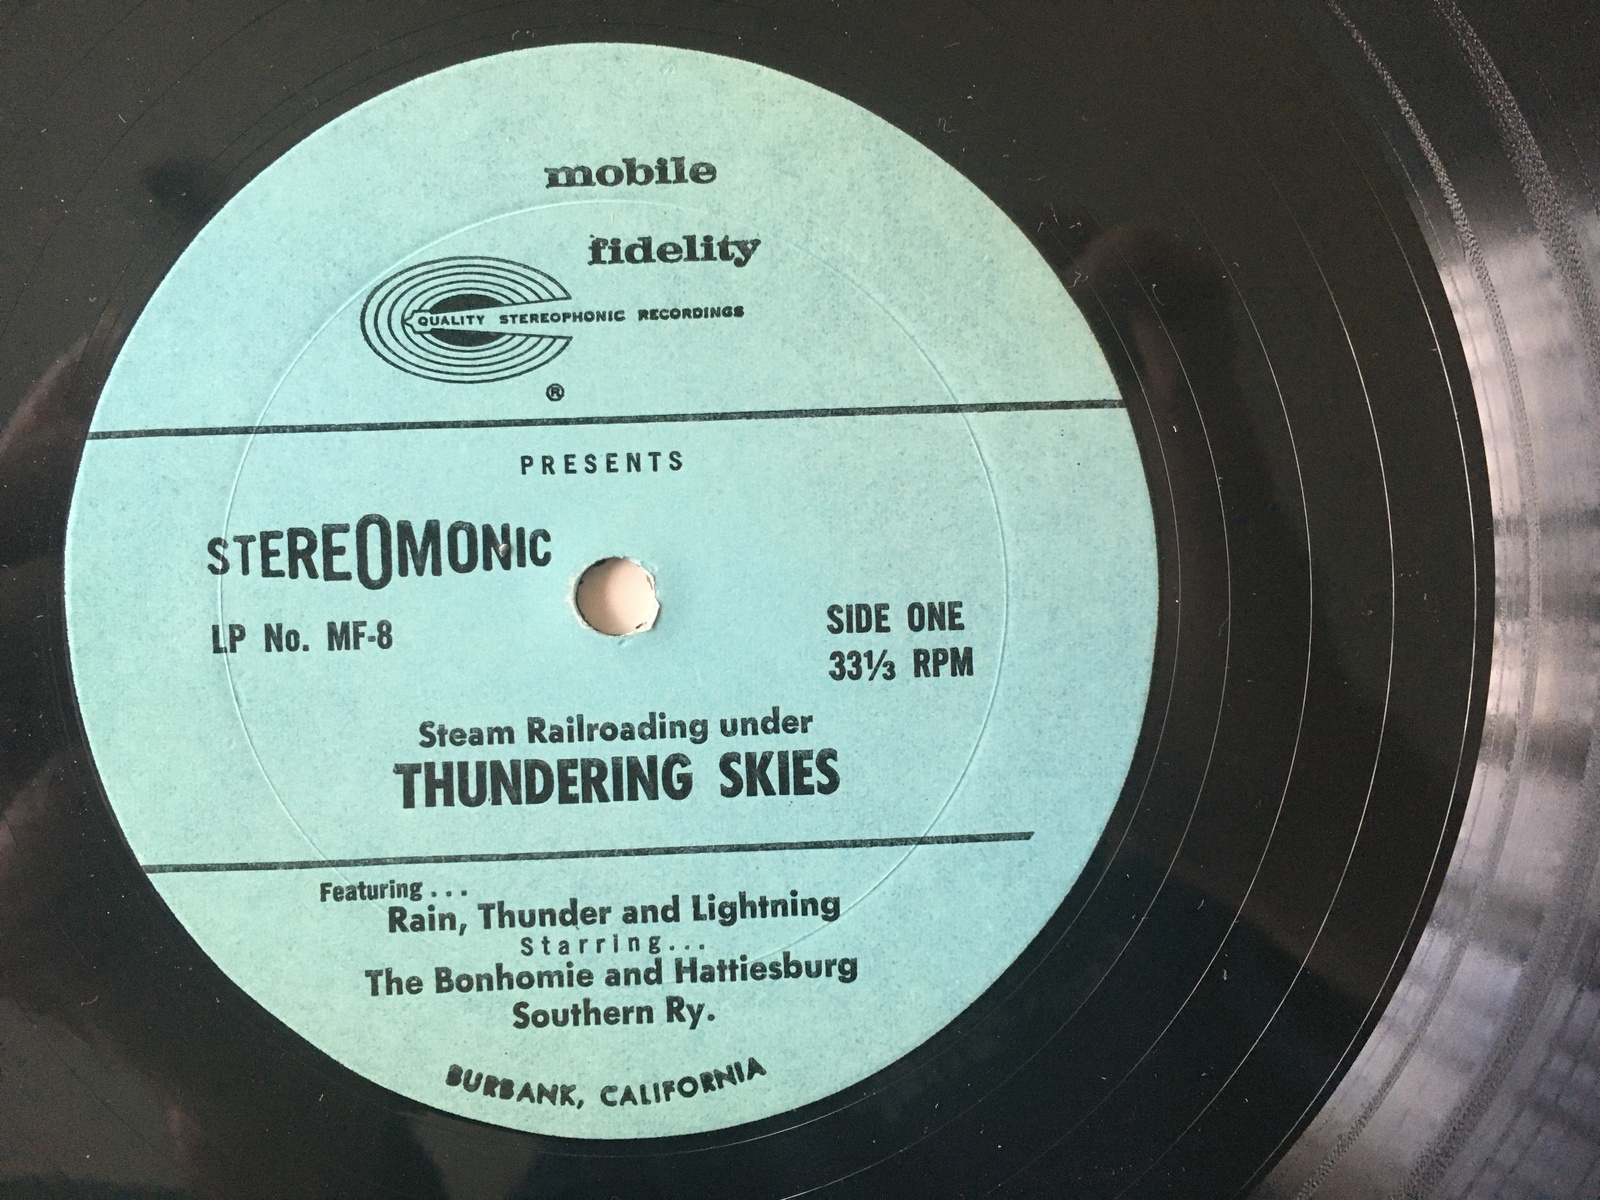 mobile
fidelity
QUALITY STEREOPHONIC RECORDINGS
®
PRESENTS
STEREOMONIC
LP No. MF-8
SIDE ONE
33⅓ RPM
Steam Railroading under
THUNDERING SKIES
Featuring...
Rain, Thunder and Lightning
Starring...
The Bonhomie and Hattiesburg
Southern Ry.
BURBANK, CALIFORNIA